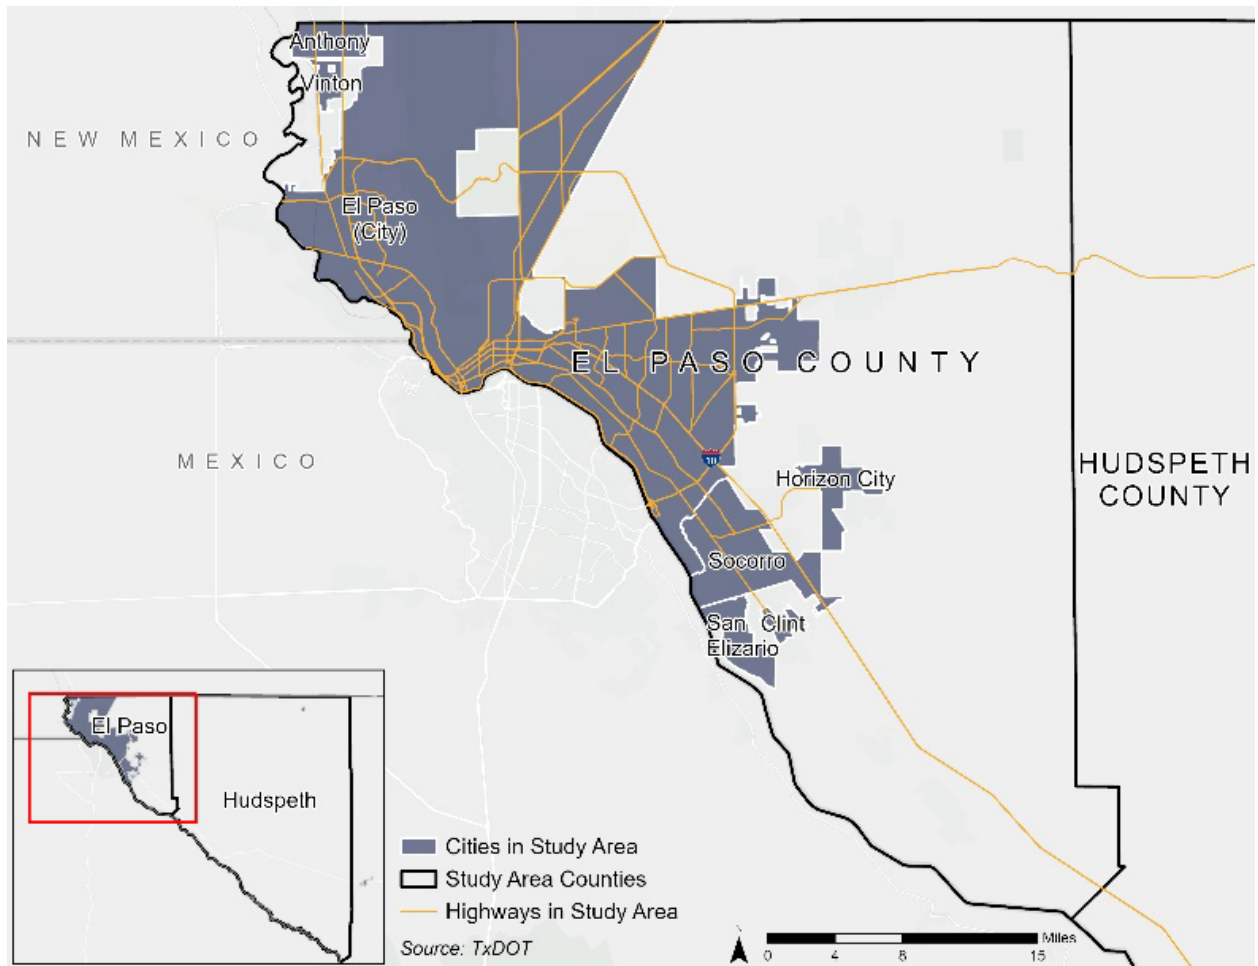 Anthony
Vinton
NEW MEXICO
El Paso
(City)
EL PASO COUNTY
MEXICO
10
Horizon City
HUDSPETH
COUNTY
Socorro
San Clint
Elizario
El Paso
Hudspeth
Cities in Study Area
Study Area Counties
Highways in Study Area
Source: TxDOT
Miles
0 4 8 15